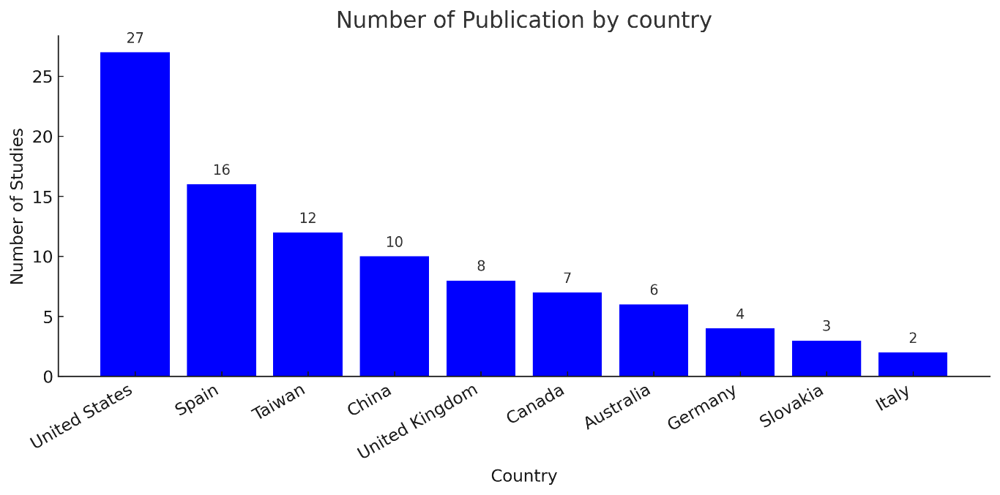 Number of Publication by country
27
25
20
16
15
12
10
10
8
7
6
5
4
3
2
0
Number of Studies
United States
Spain
Taiwan
China
United Kingdom
Canada
Australia
Germany
Slovakia
Italy
Country